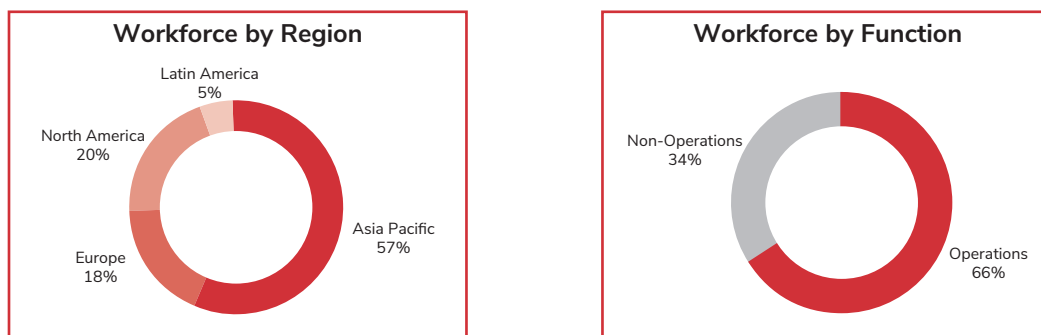 Workforce by Region
Latin America
5%
North America
20%
Asia Pacific
57%
Europe
18%
Workforce by Function
Non-Operations
34%
Operations
66%